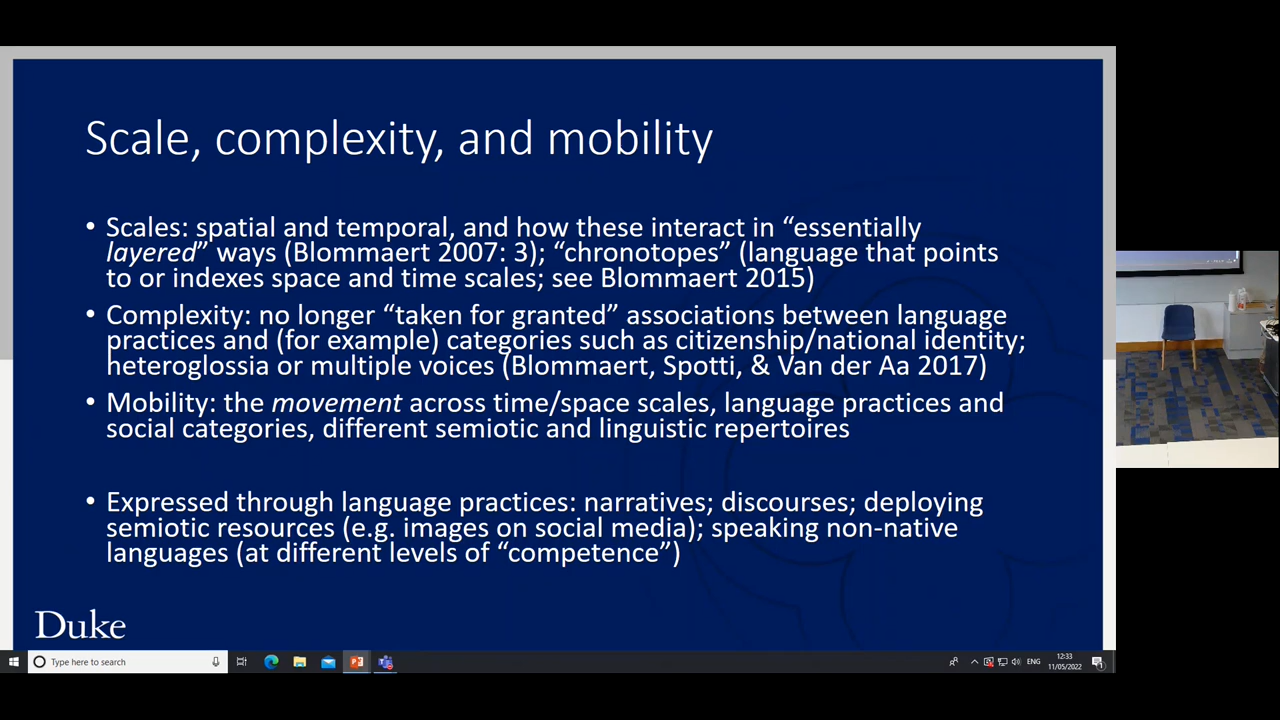 Scale, complexity, and mobility
• Scales: spatial and temporal, and how these interact in “essentially
layered” ways (Blommaert 2007: 3); “chronotopes” (language that points
to or indexes space and time scales; see Blommaert 2015)
• Complexity: no longer “taken for granted” associations between language
practices and (for example) categories such as citizenship/national identity;
heteroglossia or multiple voices (Blommaert, Spotti, & Van der Aa 2017)
• Mobility: the movement across time/space scales, language practices and
social categories, different semiotic and linguistic repertoires
• Expressed through language practices: narratives; discourses; deploying
semiotic resources (e.g. images on social media); speaking non-native
languages (at different levels of “competence”)
Duke
Type here to search
ENG
12:33
11/05/2022
1